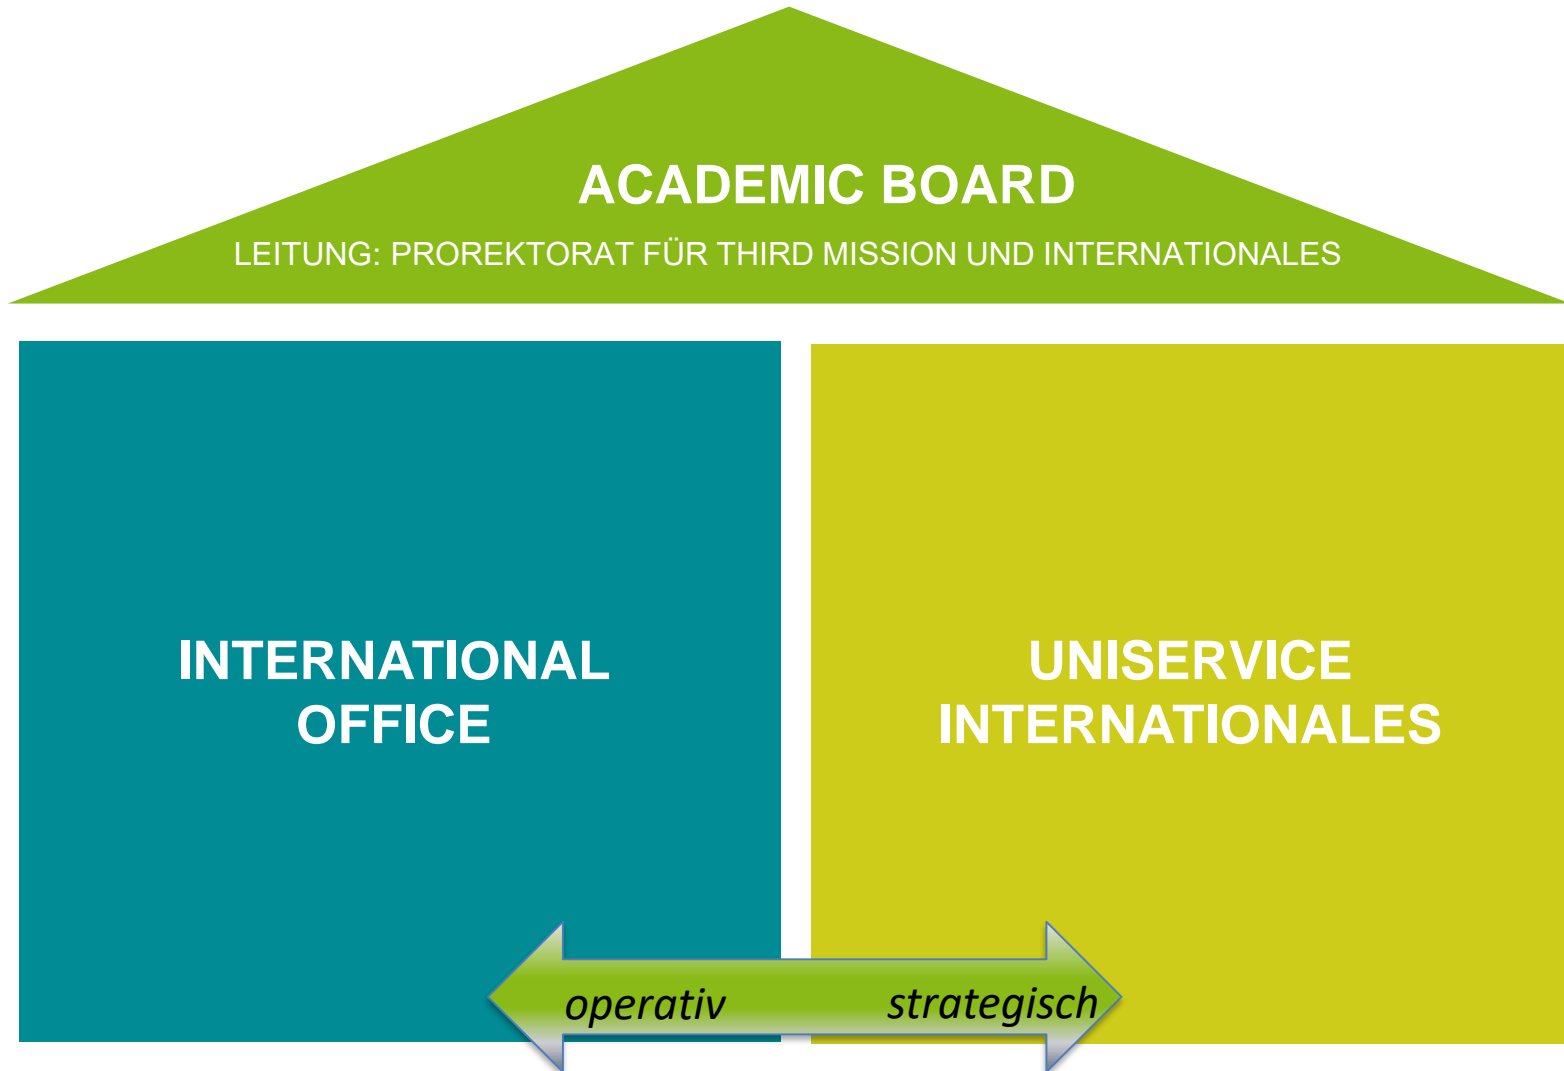 ACADEMIC BOARD
LEITUNG: PROREKTORAT FÜR THIRD MISSION UND INTERNATIONALES
INTERNATIONAL
OFFICE
UNISERVICE
INTERNATIONALES
operativ
strategisch